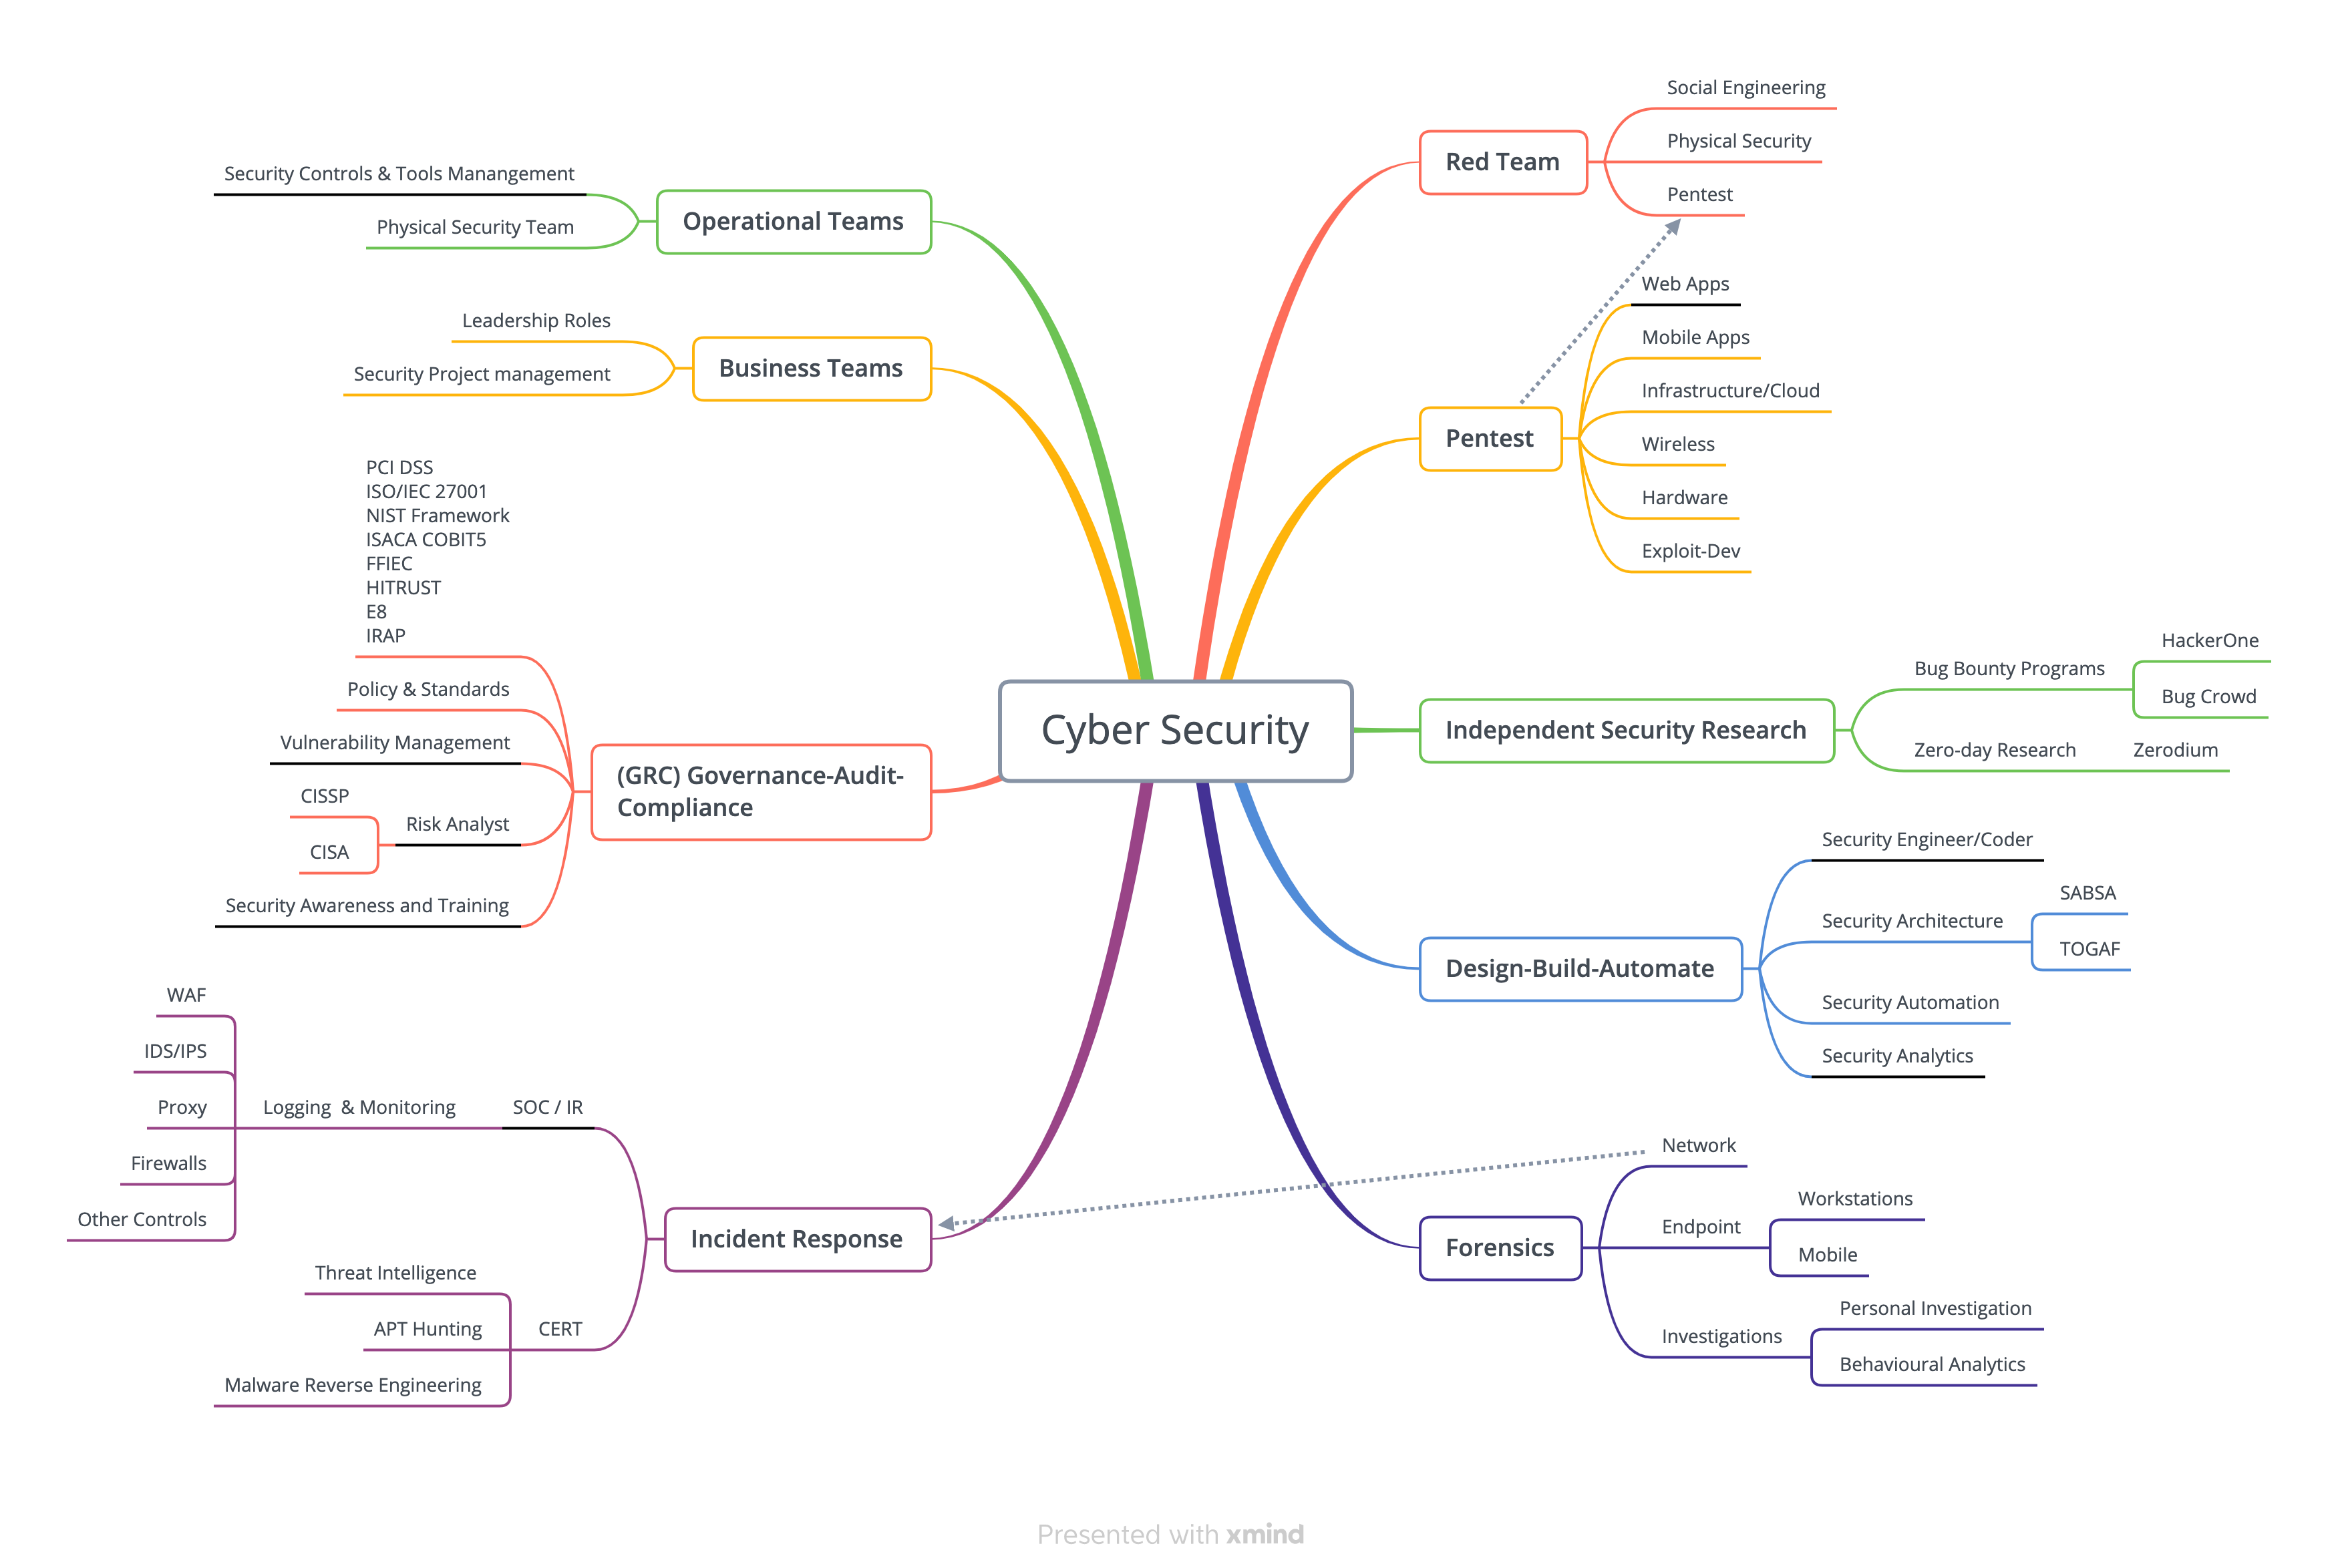 Cyber Security
Red Team
Social Engineering
Physical Security
Pentest
Pentest
Web Apps
Mobile Apps
Infrastructure/Cloud
Wireless
Hardware
Exploit-Dev
Independent Security Research
Bug Bounty Programs
HackerOne
Bug Crowd
Zero-day Research
Zerodium
Design-Build-Automate
Security Engineer/Coder
Security Architecture
SABSA
TOGAF
Security Automation
Security Analytics
Forensics
Network
Endpoint
Workstations
Mobile
Investigations
Personal Investigation
Behavioural Analytics
Operational Teams
Security Controls & Tools Manangement
Physical Security Team
Business Teams
Leadership Roles
Security Project management
(GRC) Governance-Audit-
Compliance
PCI DSS
ISO/IEC 27001
NIST Framework
ISACA COBIT5
FFIEC
HITRUST
E8
IRAP
Policy & Standards
Vulnerability Management
Risk Analyst
CISSP
CISA
Security Awareness and Training
Incident Response
SOC / IR
Logging  & Monitoring
WAF
IDS/IPS
Proxy
Firewalls
Other Controls
CERT
Threat Intelligence
APT Hunting
Malware Reverse Engineering
Presented with xmind